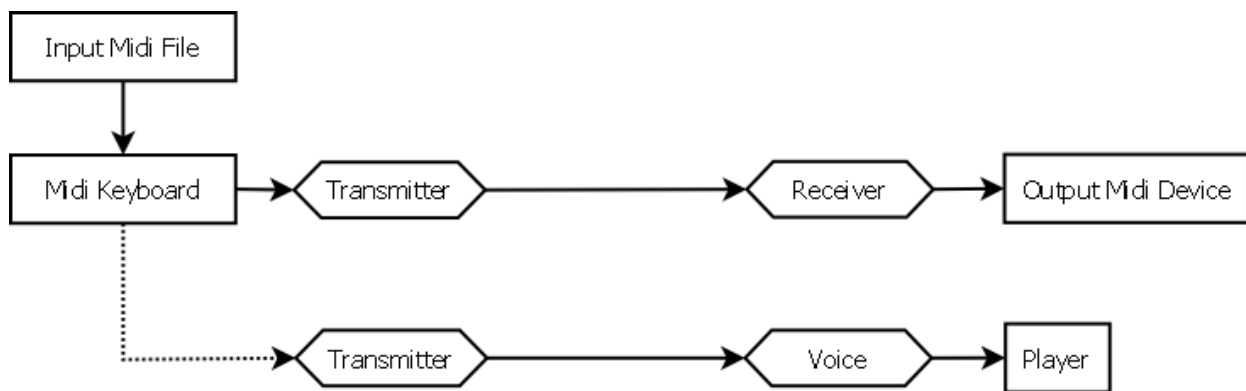 Input Midi File
Midi Keyboard
Transmitter
Receiver
Output Midi Device
Transmitter
Voice
Player